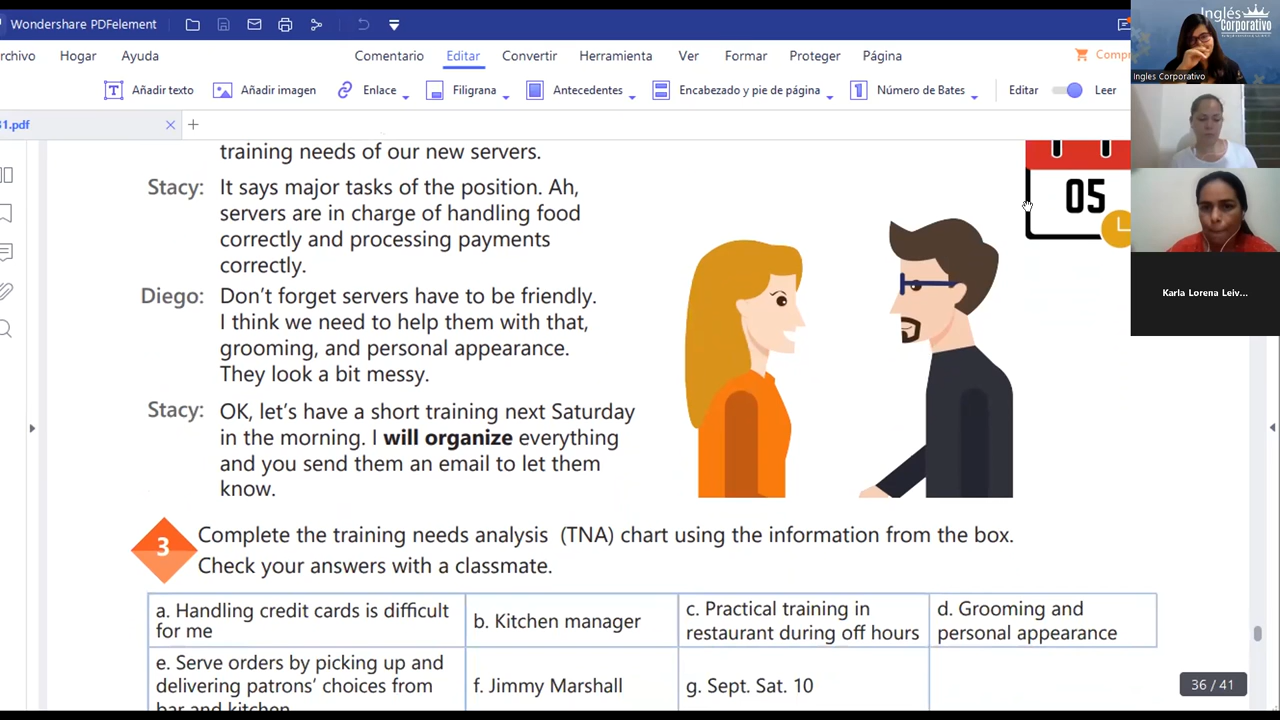 Wondershare PDFelement
rchivo
Hogar
Ayuda
Comentario
Editar
Convertir
Herramienta
Ver
Formar
Proteger
Página
Añadir texto
Añadir imagen
Enlace
Filigrana
Antecedentes
Encabezado y pie de página
Número de Bates
Editar
Leer
1.pdf
training needs of our new servers.
Stacy: It says major tasks of the position. Ah,
servers are in charge of handling food
correctly and processing payments
correctly.
Diego: Don't forget servers have to be friendly.
I think we need to help them with that,
grooming, and personal appearance.
They look a bit messy.
Stacy: OK, let's have a short training next Saturday
in the morning. I will organize everything
and you send them an email to let them
know.
05
3
Complete the training needs analysis (TNA) chart using the information from the box.
Check your answers with a classmate.
a. Handling credit cards is difficult
for me
b. Kitchen manager
c. Practical training in
restaurant during off hours
d. Grooming and
personal appearance
e. Serve orders by picking up and
delivering patrons' choices from
bar and kitchen
f. Jimmy Marshall
g. Sept. Sat. 10
36 / 41
Inglés
Corporativo
Ingles Corporativo
Karla Lorena Leiv...